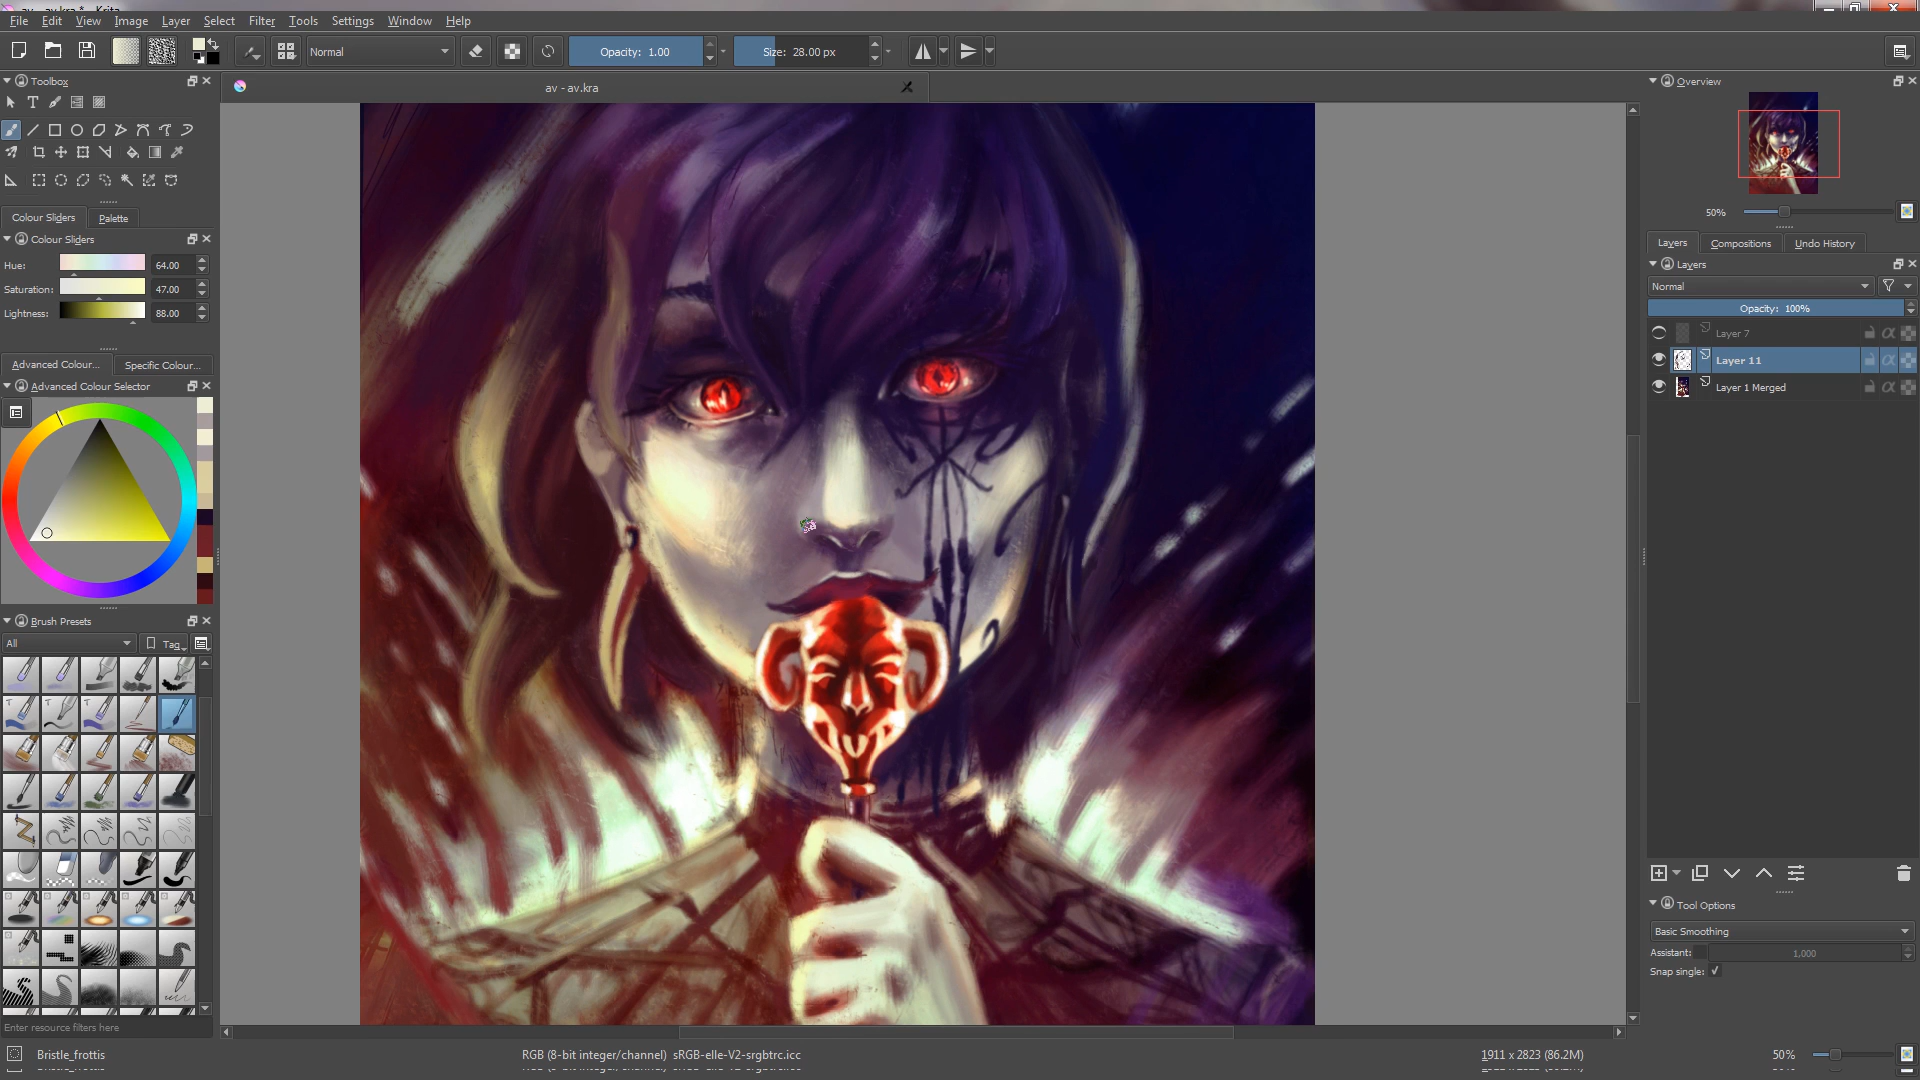 av - av.kra * - Krita
File Edit View Image Layer Select Filter Tools Settings Window Help
Normal Opacity: 1.00 Size: 28.00 px
Toolbox
av - av.kra
Overview
50%
Colour Sliders Palette
Colour Sliders
Hue: 64.00
Saturation: 47.00
Lightness: 88.00
Layers Compositions Undo History
Layers
Normal
Opacity: 100%
Layer 7
Layer 11
Layer 1 Merged
Advanced Colour... Specific Colour...
Advanced Colour Selector
Brush Presets
All Tag
Enter resource filters here
Tool Options
Basic Smoothing
Assistant: 1,000
Snap single:
Bristle_frottis RGB (8-bit integer/channel) sRGB-elle-V2-srgbtrc.icc 1911 x 2823 (86.2M) 50%